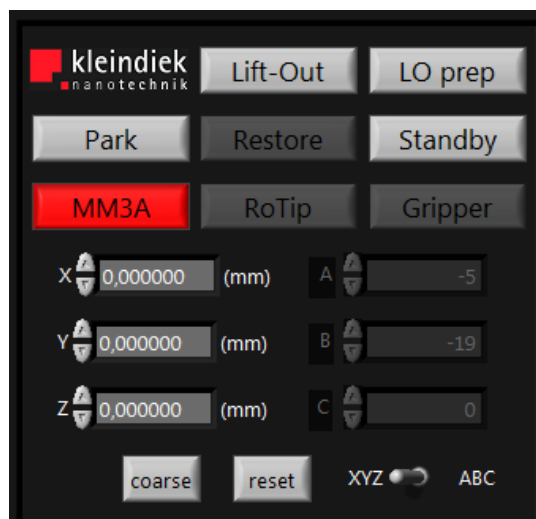 kleindiek
nanotechnik
Lift-Out
LO prep
Park
Restore
Standby
MM3A
RoTip
Gripper
X 0,000000 (mm) A -5
Y 0,000000 (mm) B -19
Z 0,000000 (mm) C 0
coarse
reset
XYZ
ABC